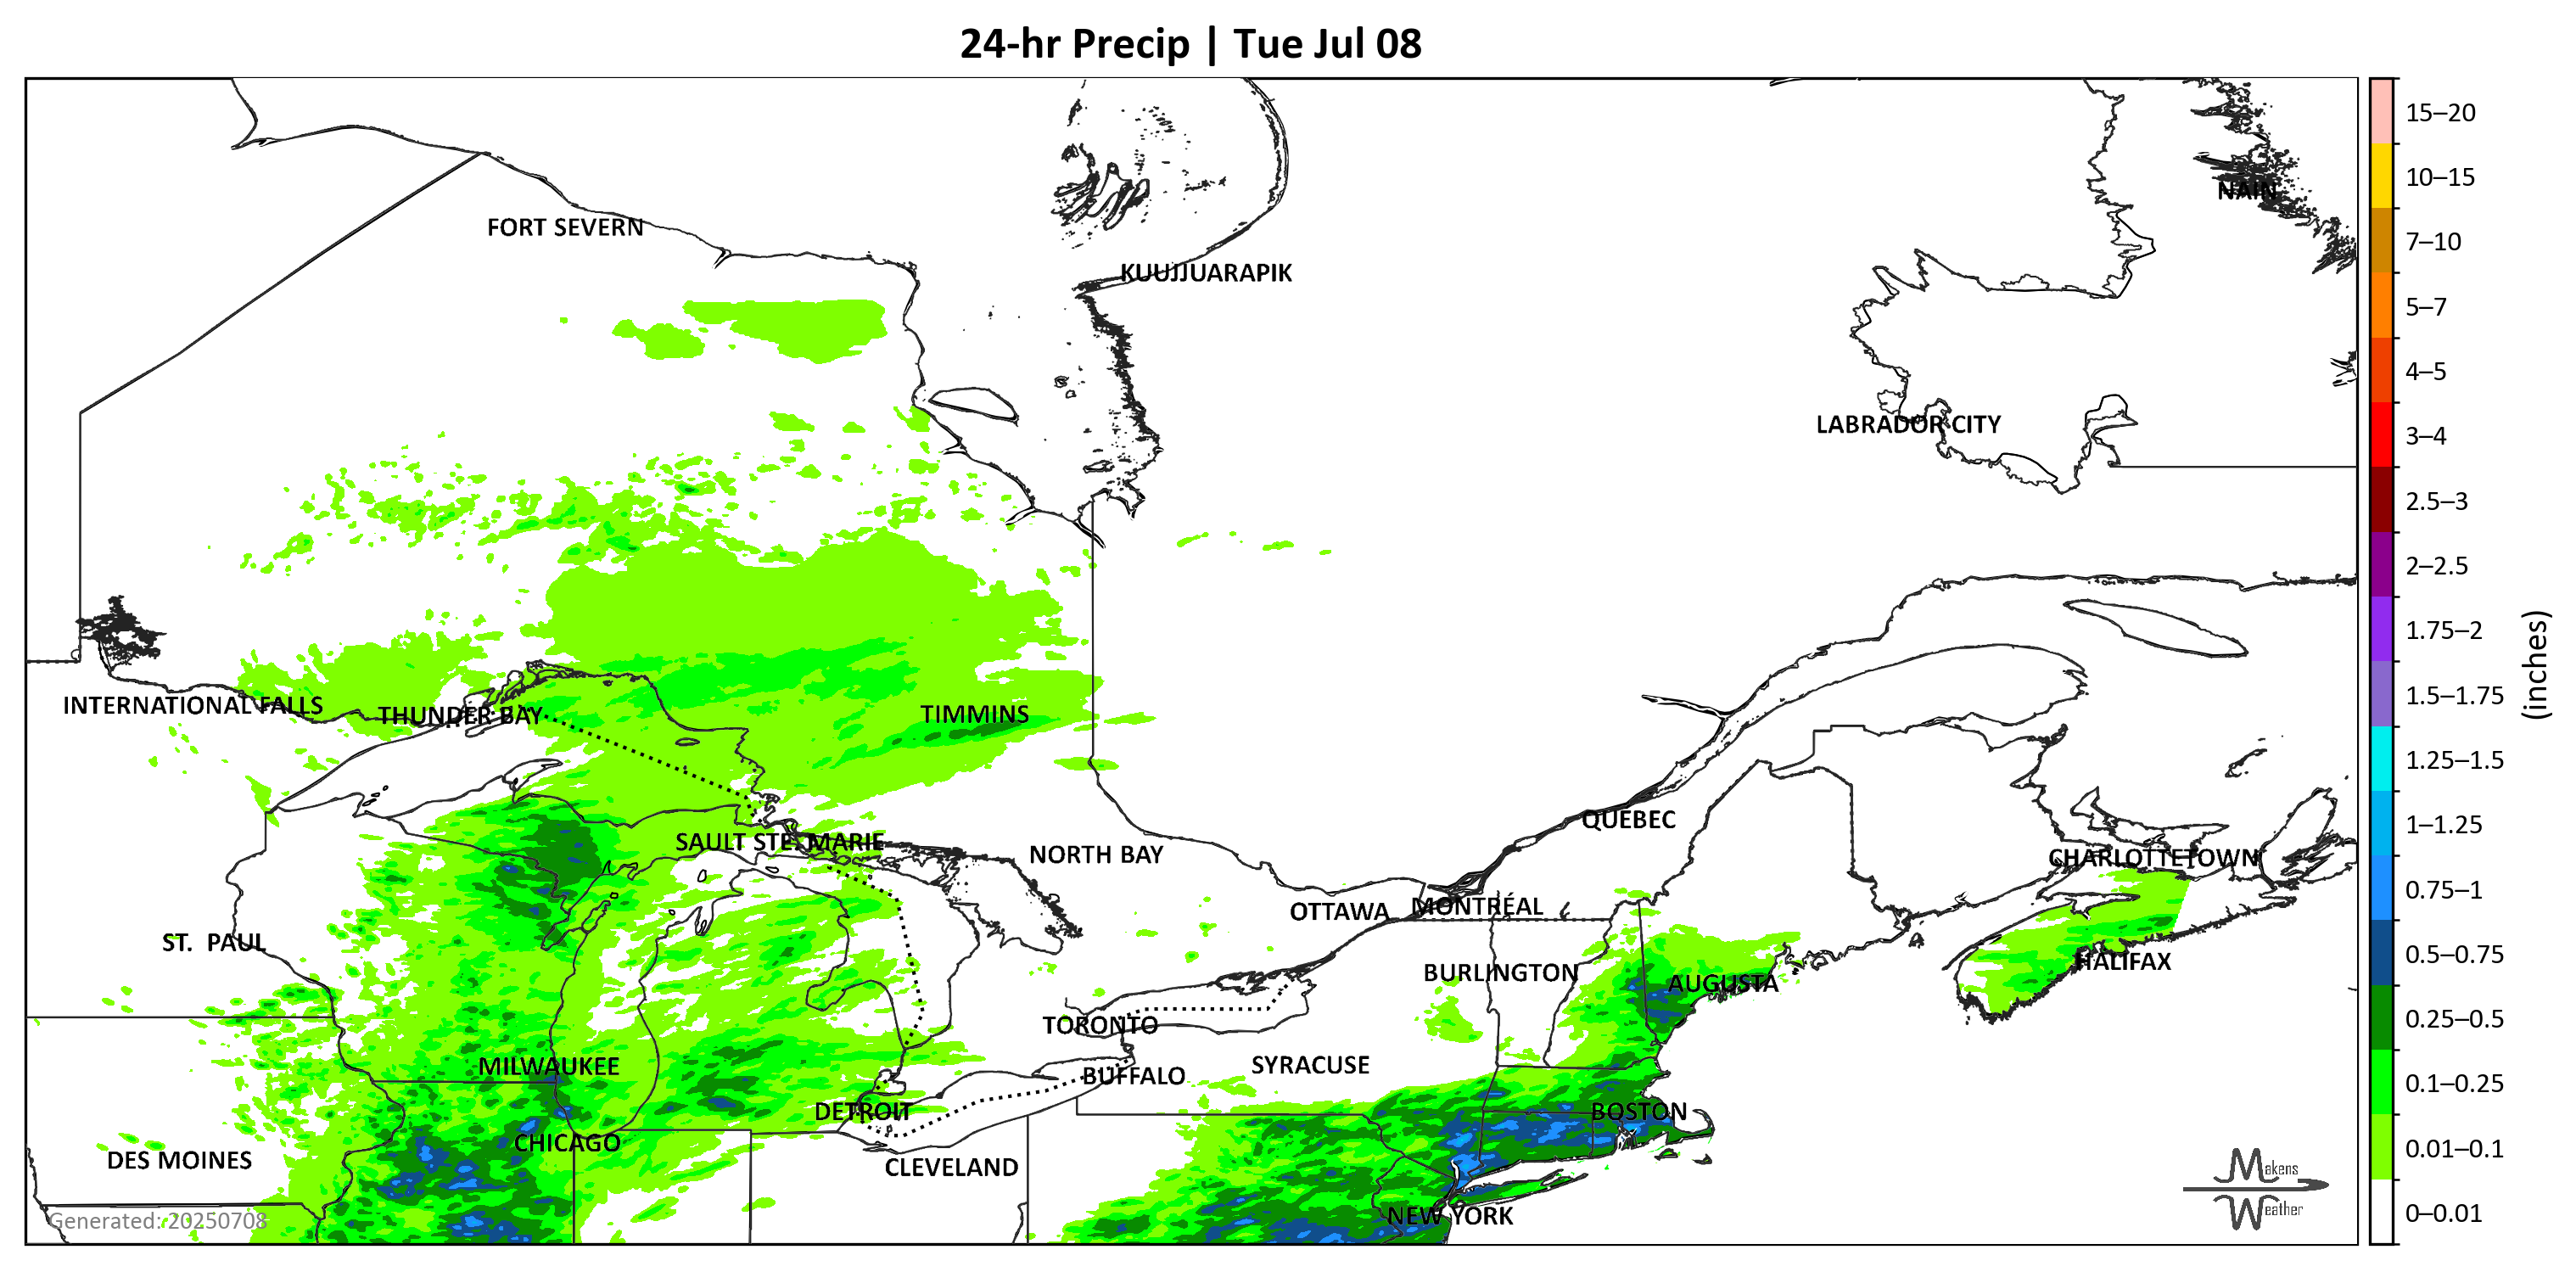 24-hr Precip | Tue Jul 08
NAIN
FORT SEVERN
KUUJJUARAPIK
LABRADOR CITY
INTERNATIONAL FALLS
THUNDER BAY
TIMMINS
QUEBEC
SAULT STE. MARIE
NORTH BAY
CHARLOTTETOWN
OTTAWA
MONTRÉAL
ST. PAUL
HALIFAX
BURLINGTON
AUGUSTA
TORONTO
MILWAUKEE
SYRACUSE
BUFFALO
DETROIT
BOSTON
CHICAGO
DES MOINES
CLEVELAND
NEW YORK
Generated: 20250708
Makens
Weather
15–20
10–15
7–10
5–7
4–5
3–4
2.5–3
2–2.5
1.75–2
1.5–1.75
1.25–1.5
1–1.25
0.75–1
0.5–0.75
0.25–0.5
0.1–0.25
0.01–0.1
0–0.01
(inches)